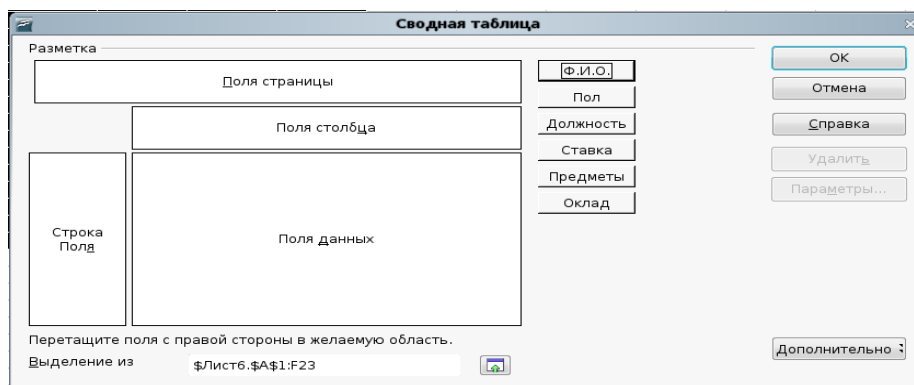 Сводная таблица
Разметка
Поля страницы
Поля столбца
Строка
Поля
Поля данных
Ф.И.О.
Пол
Должность
Ставка
Предметы
Оклад
OK
Отмена
Справка
Удалить
Параметры...
Перетащите поля с правой стороны в желаемую область.
Выделение из
$Лист6.$A$1:F23
Дополнительно